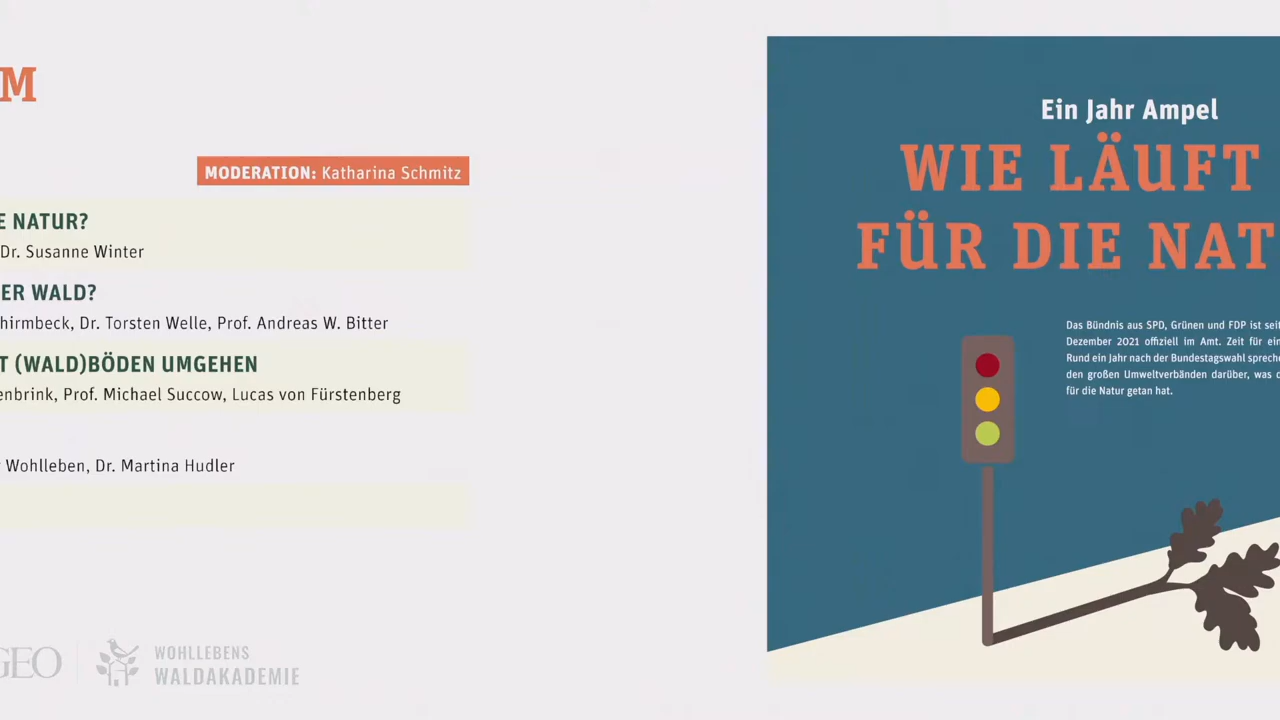 M
MODERATION: Katharina Schmitz
E NATUR?
Dr. Susanne Winter
ER WALD?
hirmbeck, Dr. Torsten Welle, Prof. Andreas W. Bitter
T (WALD)BÖDEN UMGEHEN
enbrink, Prof. Michael Succow, Lucas von Fürstenberg
Wohlleben, Dr. Martina Hudler
GEO
WOHLLEBENS
WALDAKADEMIE
Ein Jahr Ampel
WIE LÄUFT
FÜR DIE NAT
Das Bündnis aus SPD, Grünen und FDP ist seit
Dezember 2021 offiziell im Amt. Zeit für ein
Rund ein Jahr nach der Bundestagswahl spreche
den großen Umweltverbänden darüber, was d
für die Natur getan hat.